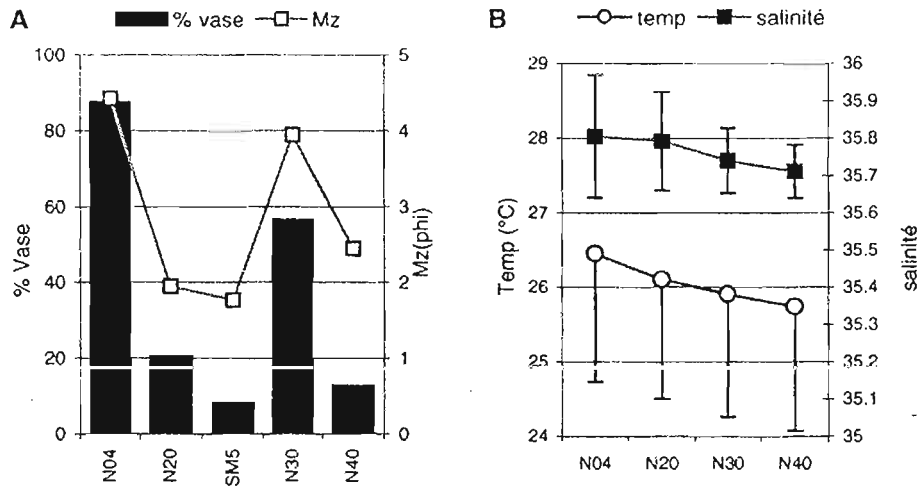 A
% vase
Mz
100
80
60
40
20
0
% Vase
5
4
3
2
1
0
Mz(phi)
N04
N20
SM5
N30
N40
B
temp
salinité
29
28
27
26
25
24
Temp (°C)
36
35.9
35.8
35.7
35.6
35.5
35.4
35.3
35.2
35.1
35
salinité
N04
N20
N30
N40